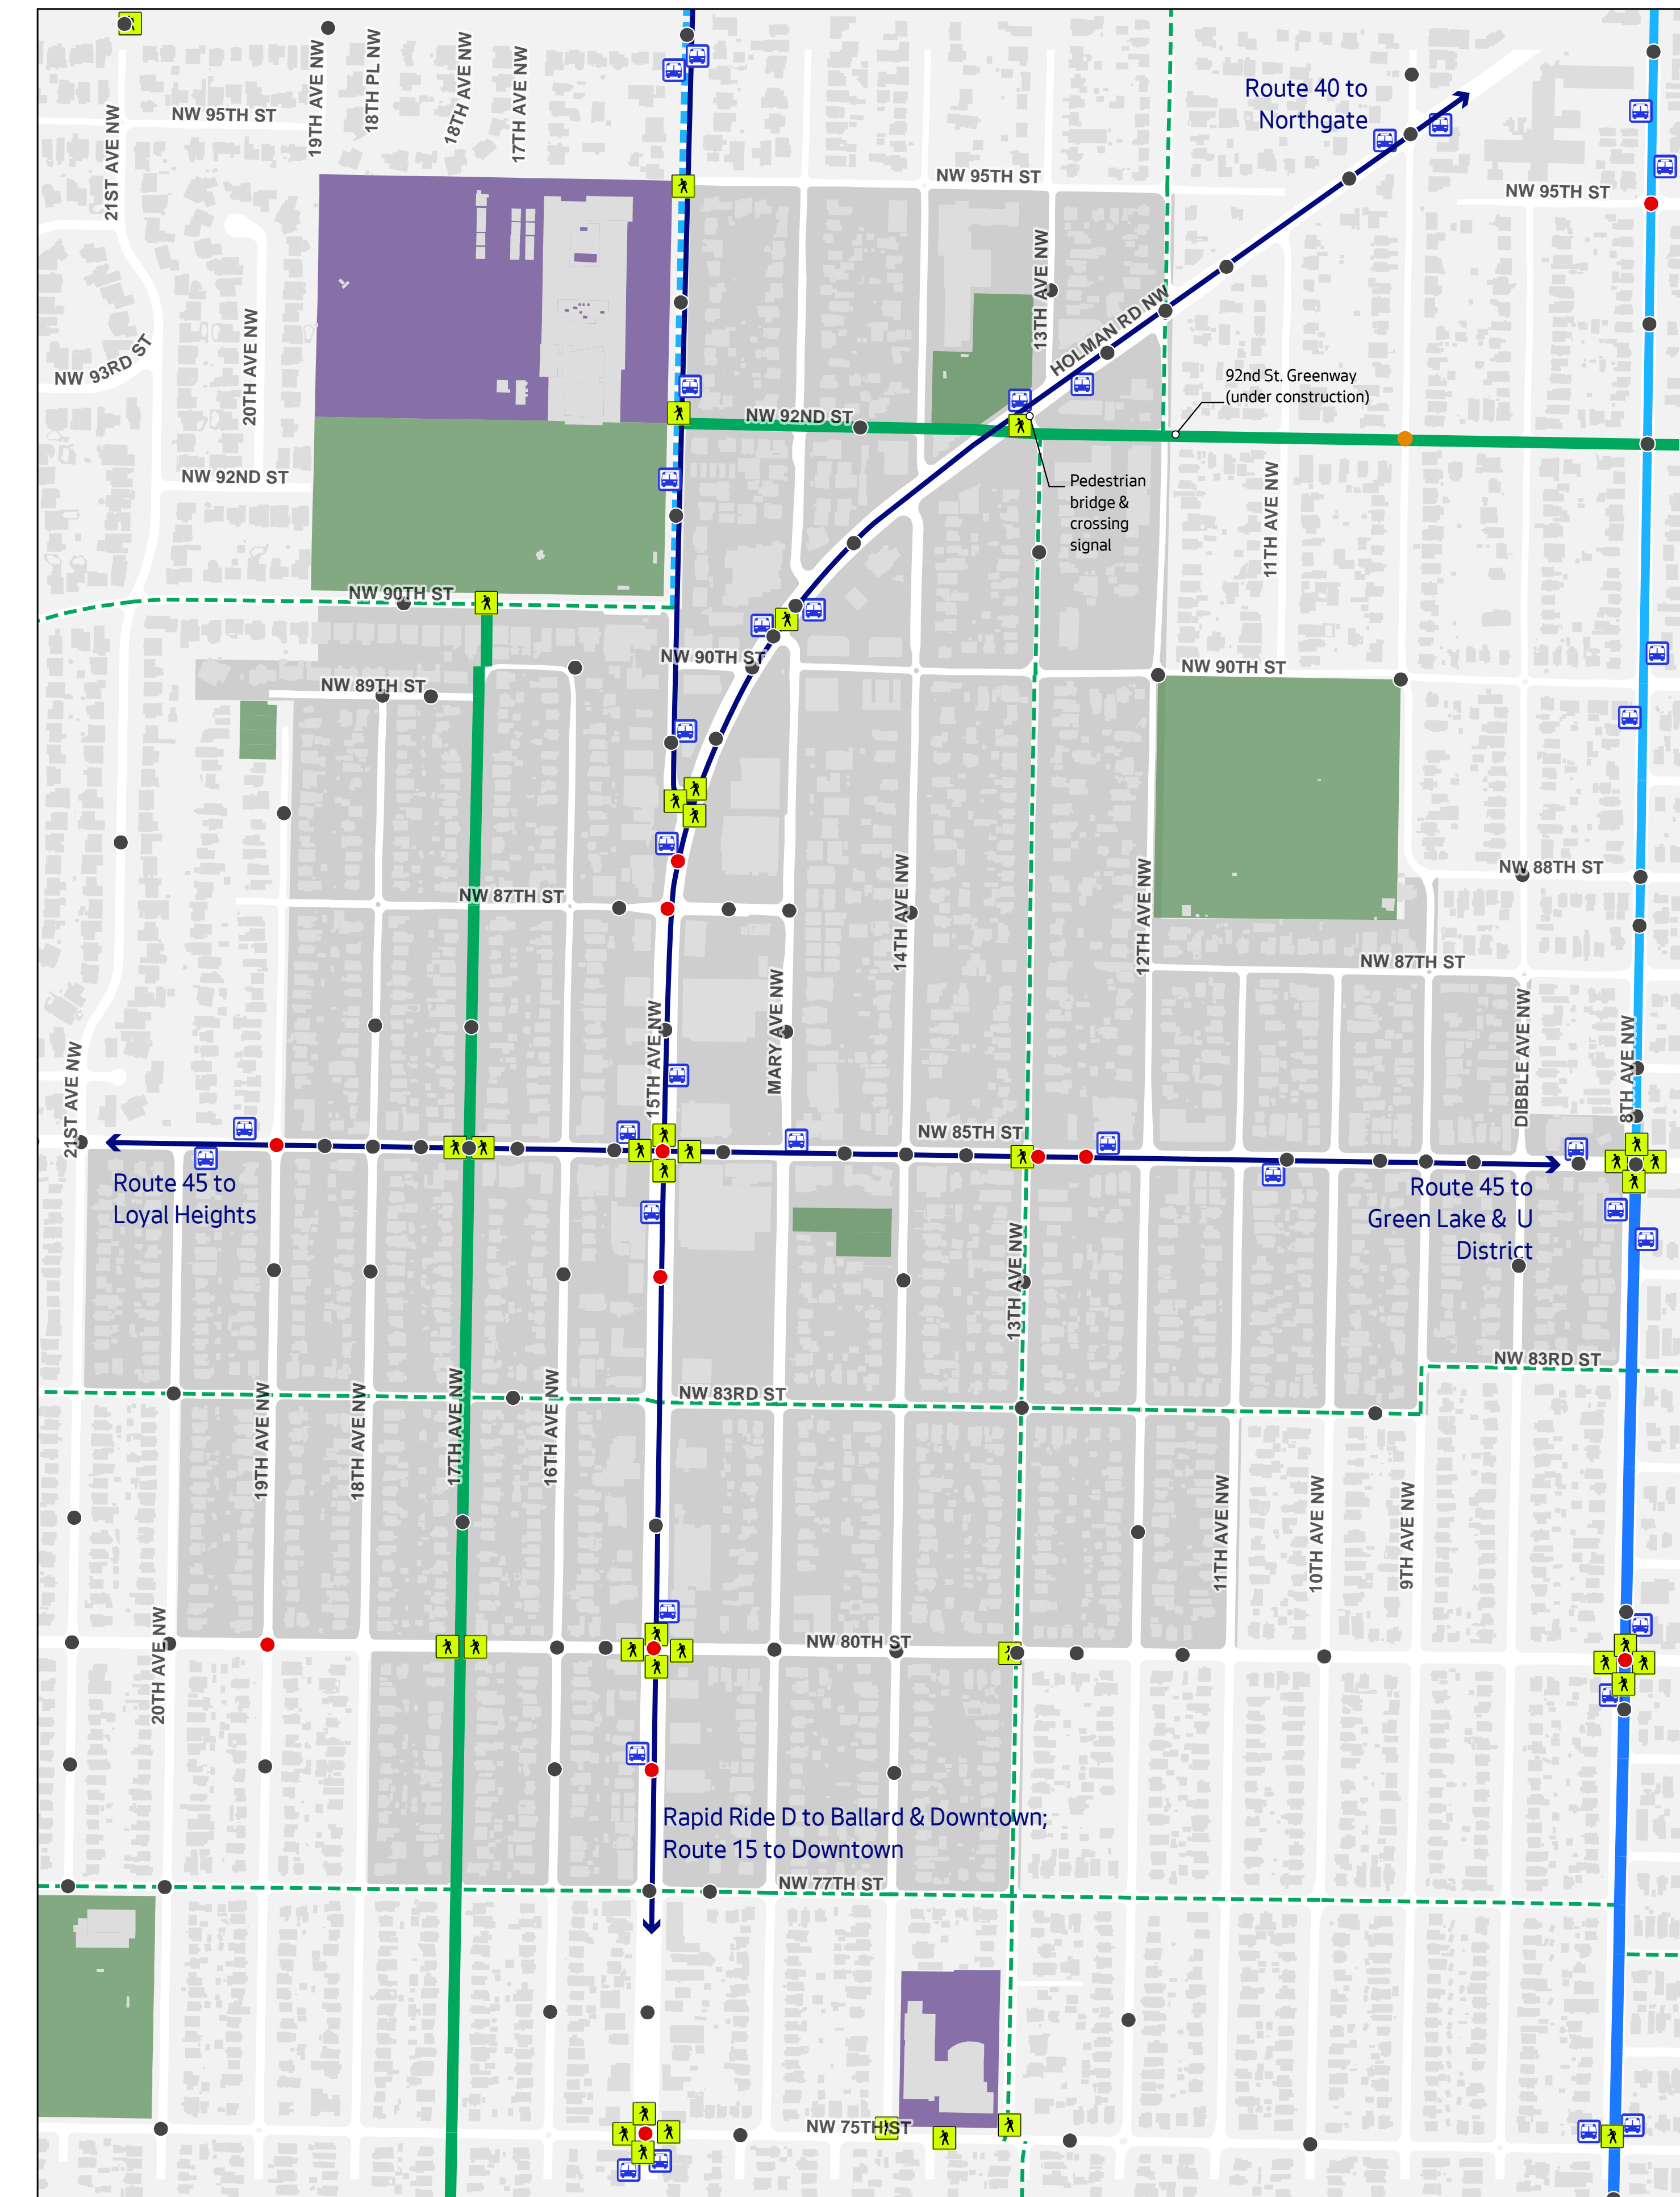 19TH AVE NW
18TH PL NW
18TH AVE NW
17TH AVE NW
21ST AVE NW
NW 95TH ST
Route 40 to
Northgate
NW 95TH ST
NW 95TH ST
13TH AVE NW
HOLMAN RD NW
20TH AVE NW
NW 93RD ST
92nd St. Greenway
(under construction)
NW 92ND ST
NW 92ND ST
Pedestrian
bridge &
crossing
signal
11TH AVE NW
NW 90TH ST
NW 90TH ST
NW 90TH ST
NW 89TH ST
NW 88TH ST
NW 87TH ST
14TH AVE NW
12TH AVE NW
NW 87TH ST
15TH AVE NW
MARY AVE NW
DIBBLE AVE NW
8TH AVE NW
21ST AVE NW
NW 85TH ST
Route 45 to
Loyal Heights
Route 45 to
Green Lake & U
District
13TH AVE NW
NW 83RD ST
NW 83RD ST
19TH AVE NW
18TH AVE NW
17TH AVE NW
16TH AVE NW
11TH AVE NW
10TH AVE NW
9TH AVE NW
20TH AVE NW
NW 80TH ST
Rapid Ride D to Ballard & Downtown;
Route 15 to Downtown
NW 77TH ST
NW 75TH ST